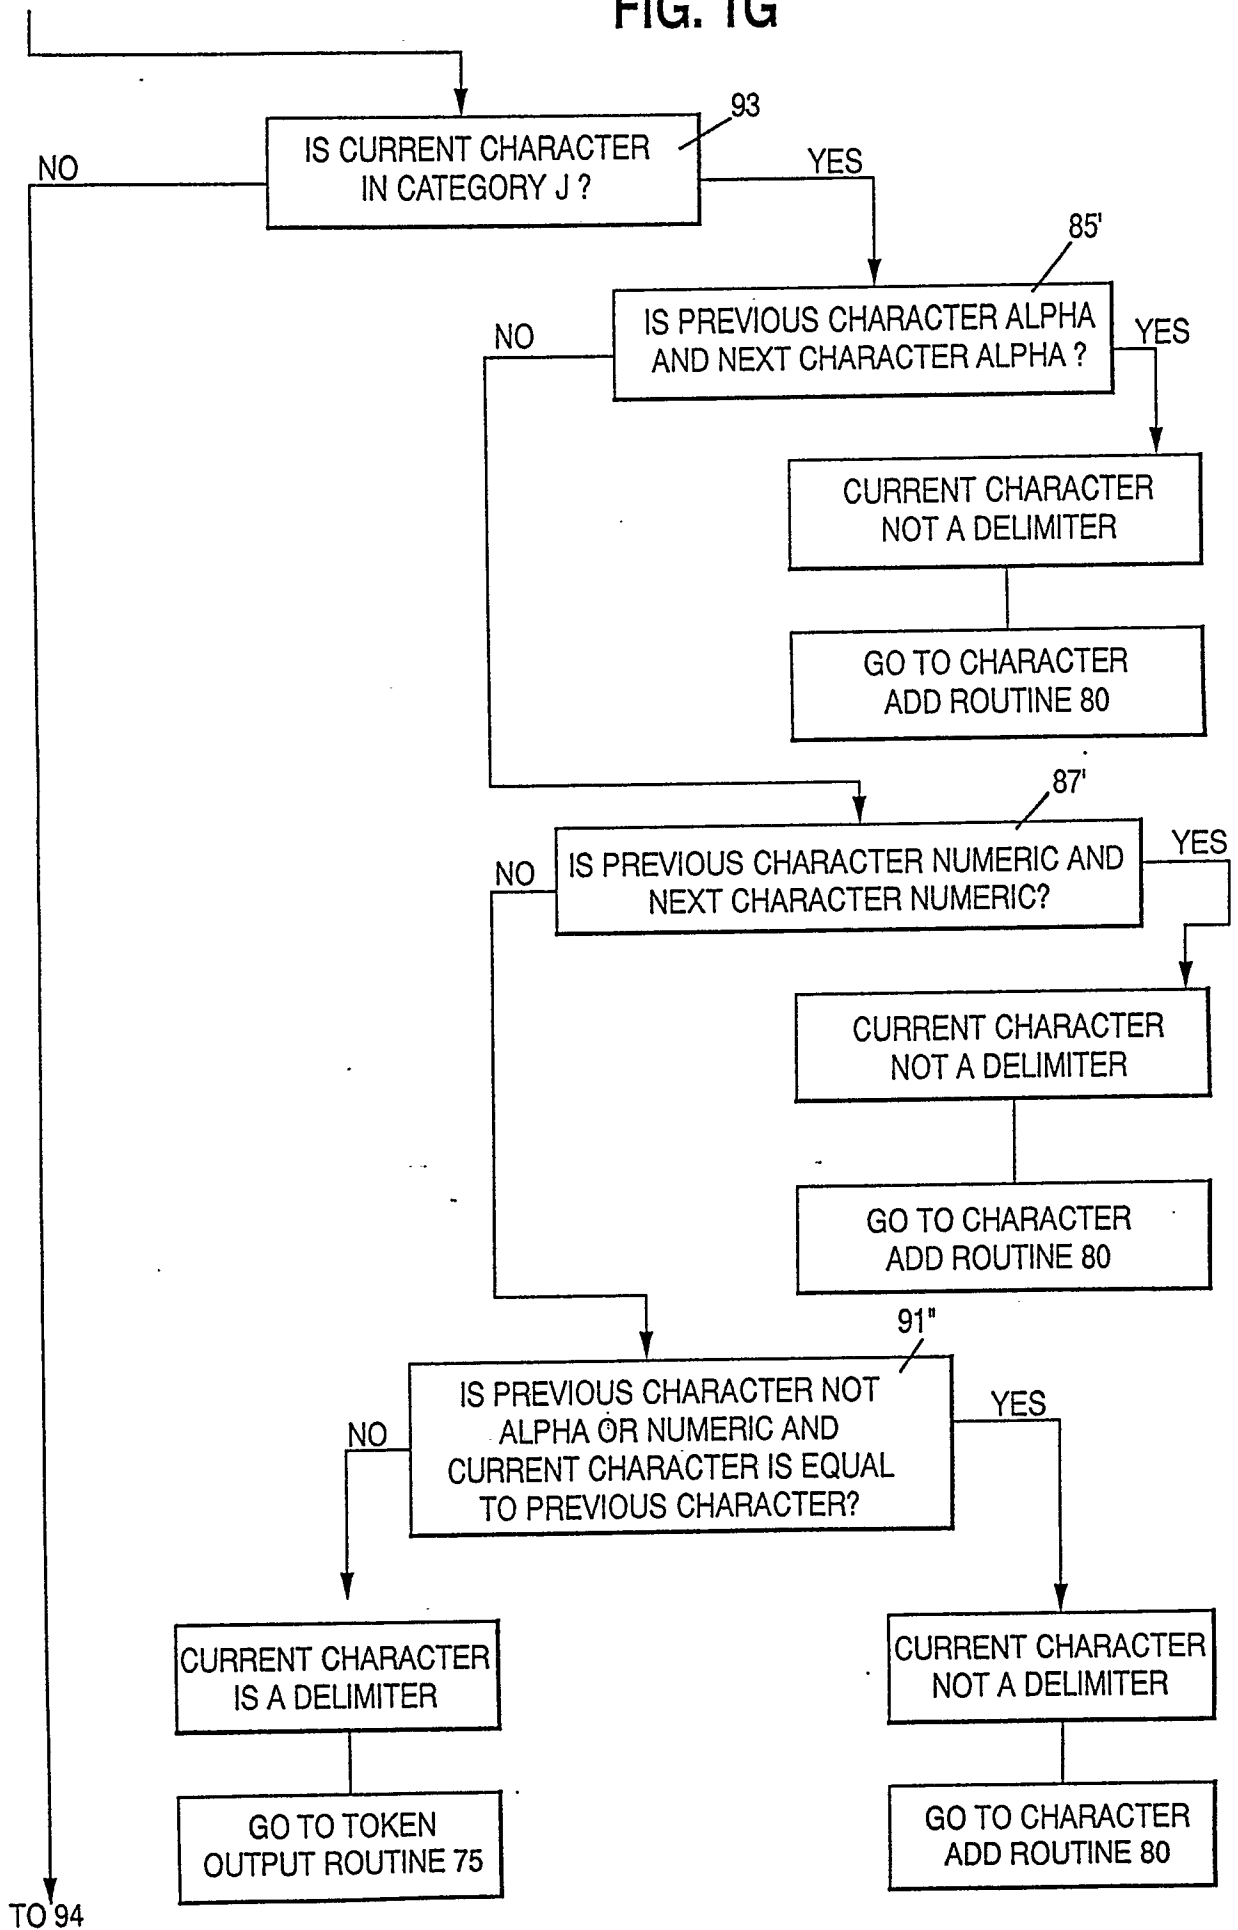 FIG. 1G
93
IS CURRENT CHARACTER
IN CATEGORY J ?
NO
YES
85'
IS PREVIOUS CHARACTER ALPHA
AND NEXT CHARACTER ALPHA ?
NO
YES
CURRENT CHARACTER
NOT A DELIMITER
GO TO CHARACTER
ADD ROUTINE 80
87'
IS PREVIOUS CHARACTER NUMERIC AND
NEXT CHARACTER NUMERIC?
NO
YES
CURRENT CHARACTER
NOT A DELIMITER
GO TO CHARACTER
ADD ROUTINE 80
91"
IS PREVIOUS CHARACTER NOT
ALPHA OR NUMERIC AND
CURRENT CHARACTER IS EQUAL
TO PREVIOUS CHARACTER?
NO
YES
CURRENT CHARACTER
IS A DELIMITER
GO TO TOKEN
OUTPUT ROUTINE 75
CURRENT CHARACTER
NOT A DELIMITER
GO TO CHARACTER
ADD ROUTINE 80
TO 94